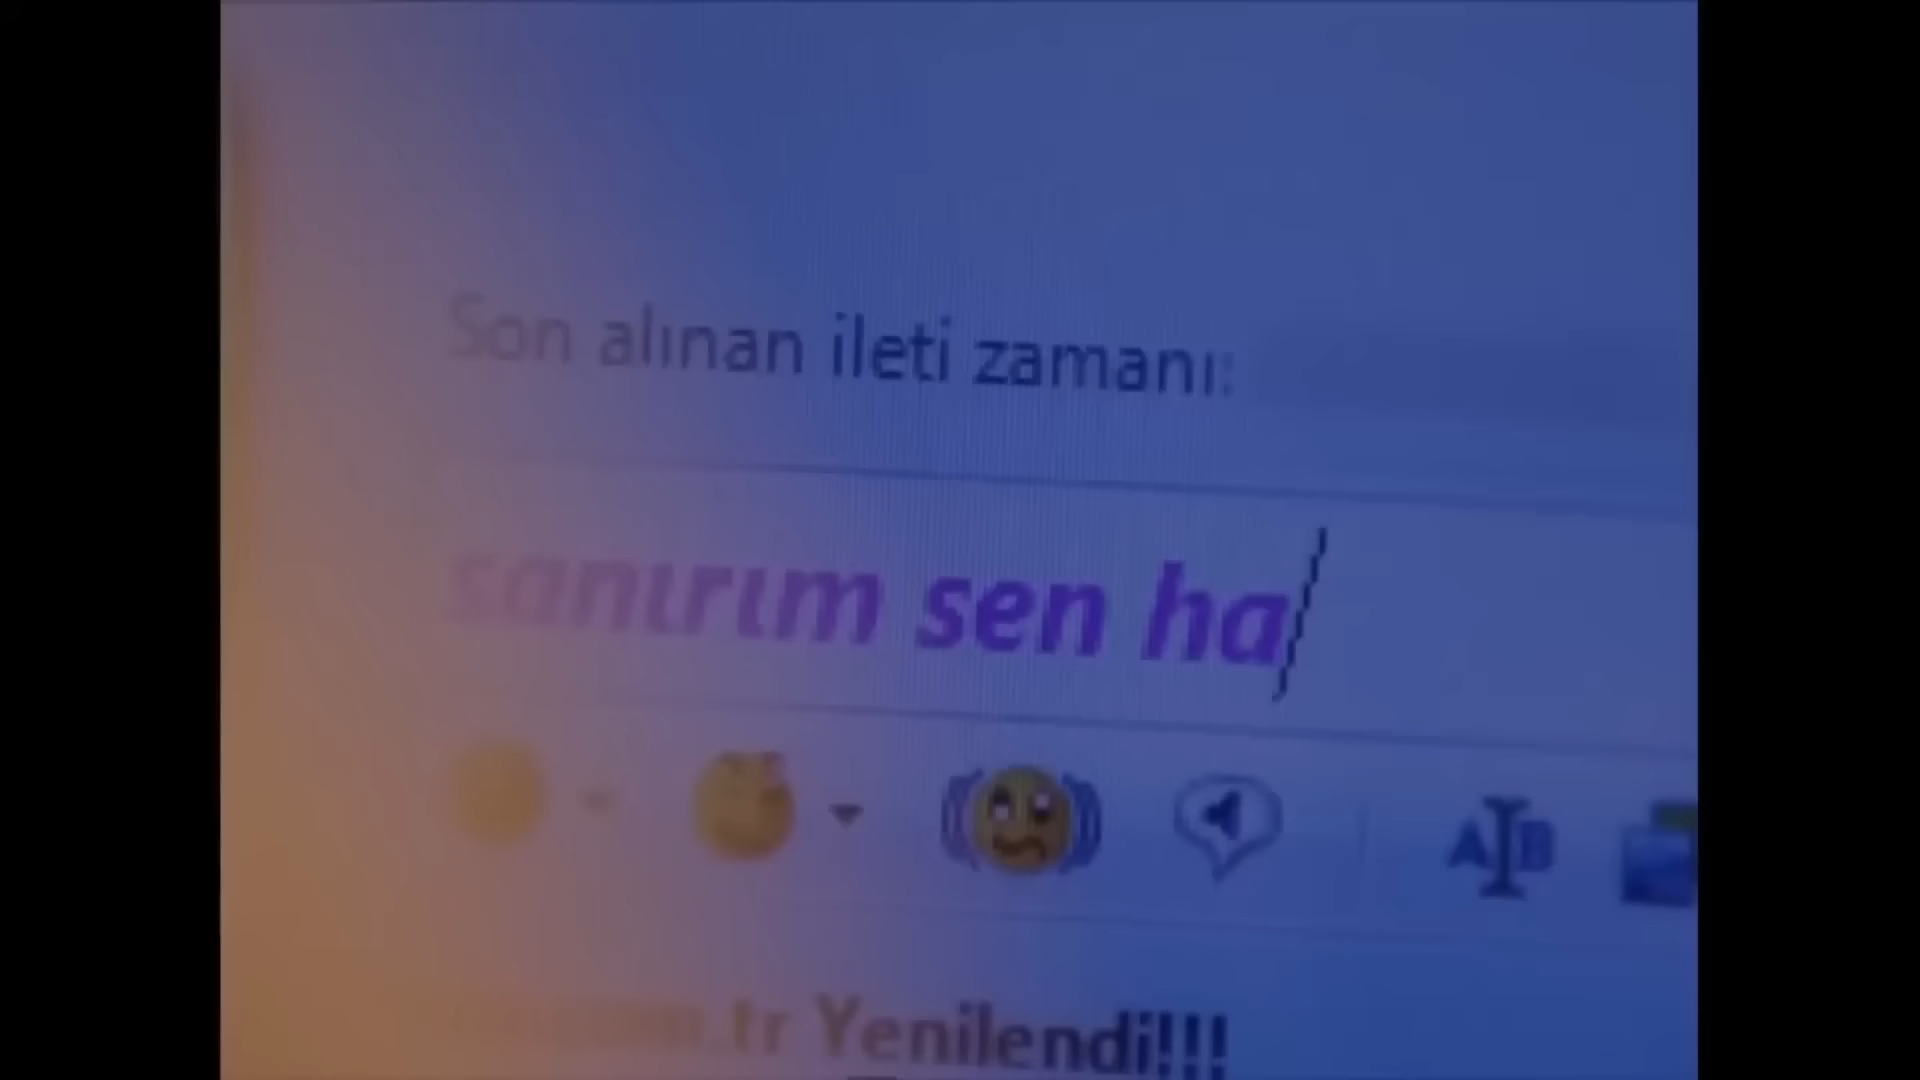 Son alınan ileti zamanı:
sanırım sen ha
.tr Yenilendi!!!